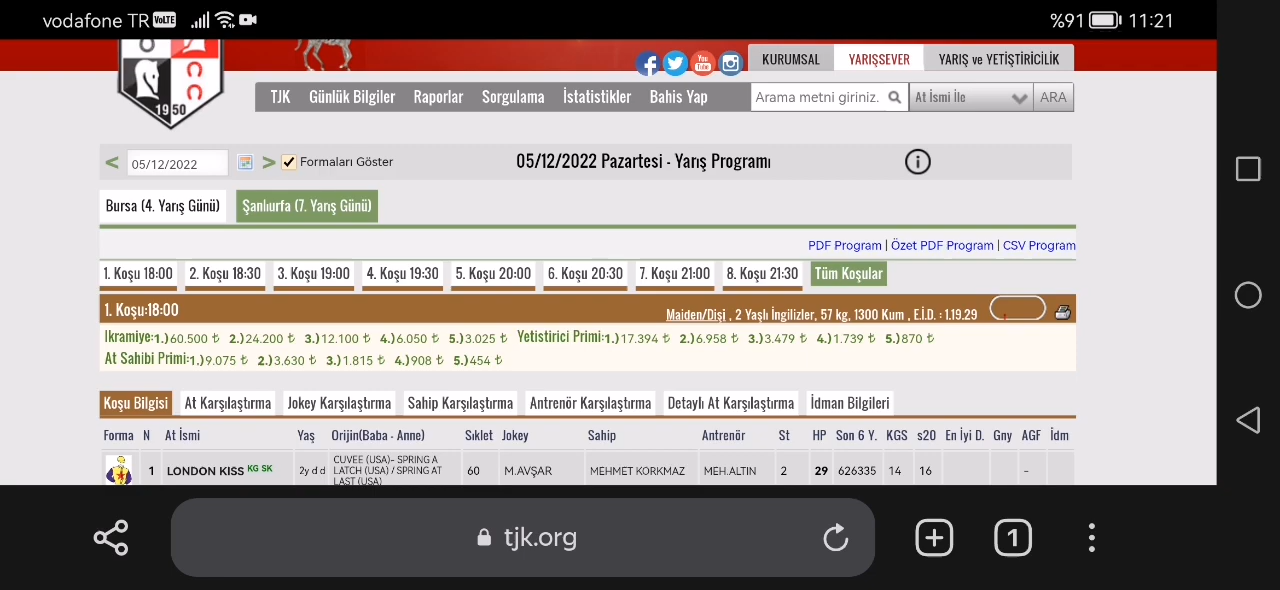 vodafone TR VoLTE %91 11:21
1950
KURUMSAL YARIŞSEVER YARIŞ ve YETİŞTİRİCİLİK
TJK Günlük Bilgiler Raporlar Sorgulama İstatistikler Bahis Yap Arama metni giriniz. At İsmi İle ARA
< 05/12/2022 > Formaları Göster 05/12/2022 Pazartesi - Yarış Programı
Bursa (4. Yarış Günü) Şanlıurfa (7. Yarış Günü)
PDF Program | Özet PDF Program | CSV Program
1. Koşu 18:00 2. Koşu 18:30 3. Koşu 19:00 4. Koşu 19:30 5. Koşu 20:00 6. Koşu 20:30 7. Koşu 21:00 8. Koşu 21:30 Tüm Koşular
1. Koşu:18:00 Maiden/Dişi , 2 Yaşlı İngilizler, 57 kg, 1300 Kum , E.İ.D. : 1.19.29
Ikramiye:1.)60.500 ₺ 2.)24.200 ₺ 3.)12.100 ₺ 4.)6.050 ₺ 5.)3.025 ₺ Yetistirici Primi:1.)17.394 ₺ 2.)6.958 ₺ 3.)3.479 ₺ 4.)1.739 ₺ 5.)870 ₺
At Sahibi Primi:1.)9.075 ₺ 2.)3.630 ₺ 3.)1.815 ₺ 4.)908 ₺ 5.)454 ₺
Koşu Bilgisi At Karşılaştırma Jokey Karşılaştırma Sahip Karşılaştırma Antrenör Karşılaştırma Detaylı At Karşılaştırma İdman Bilgileri
Forma N At İsmi Yaş Orijin(Baba - Anne) Sıklet Jokey Sahip Antrenör St HP Son 6 Y. KGS s20 En İyi D. Gny AGF İdm
1 LONDON KISS KG SK 2y d d CUVEE (USA)- SPRING A LATCH (USA) / SPRING AT LAST (USA) 60 M.AVŞAR MEHMET KORKMAZ MEH.ALTIN 2 29 626335 14 16 -
tjk.org 1